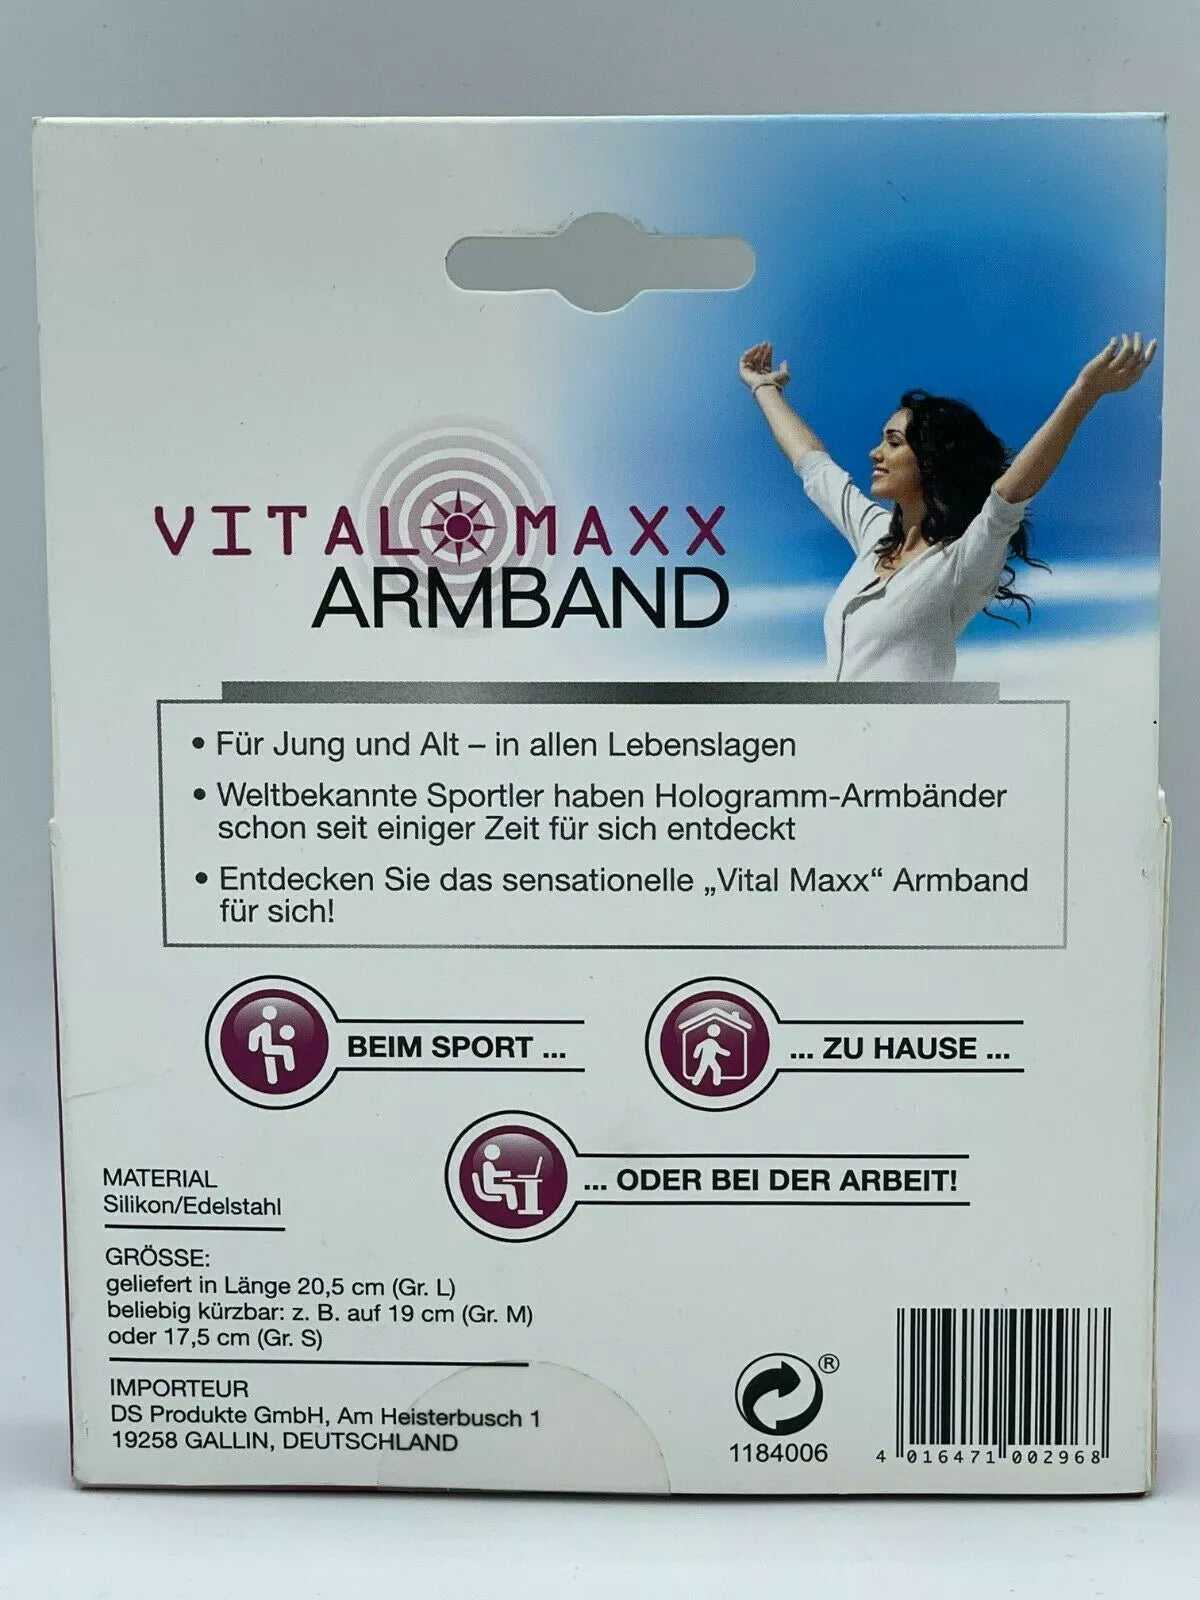 VITAL MAXX
ARMBAND
• Für Jung und Alt – in allen Lebenslagen
• Weltbekannte Sportler haben Hologramm-Armbänder
schon seit einiger Zeit für sich entdeckt
• Entdecken Sie das sensationelle „Vital Maxx“ Armband
für sich!
BEIM SPORT ...
... ZU HAUSE ...
... ODER BEI DER ARBEIT!
MATERIAL
Silikon/Edelstahl
GRÖSSE:
geliefert in Länge 20,5 cm (Gr. L)
beliebig kürzbar: z. B. auf 19 cm (Gr. M)
oder 17,5 cm (Gr. S)
IMPORTEUR
DS Produkte GmbH, Am Heisterbusch 1
19258 GALLIN, DEUTSCHLAND
®
1184006
4 016471 002968